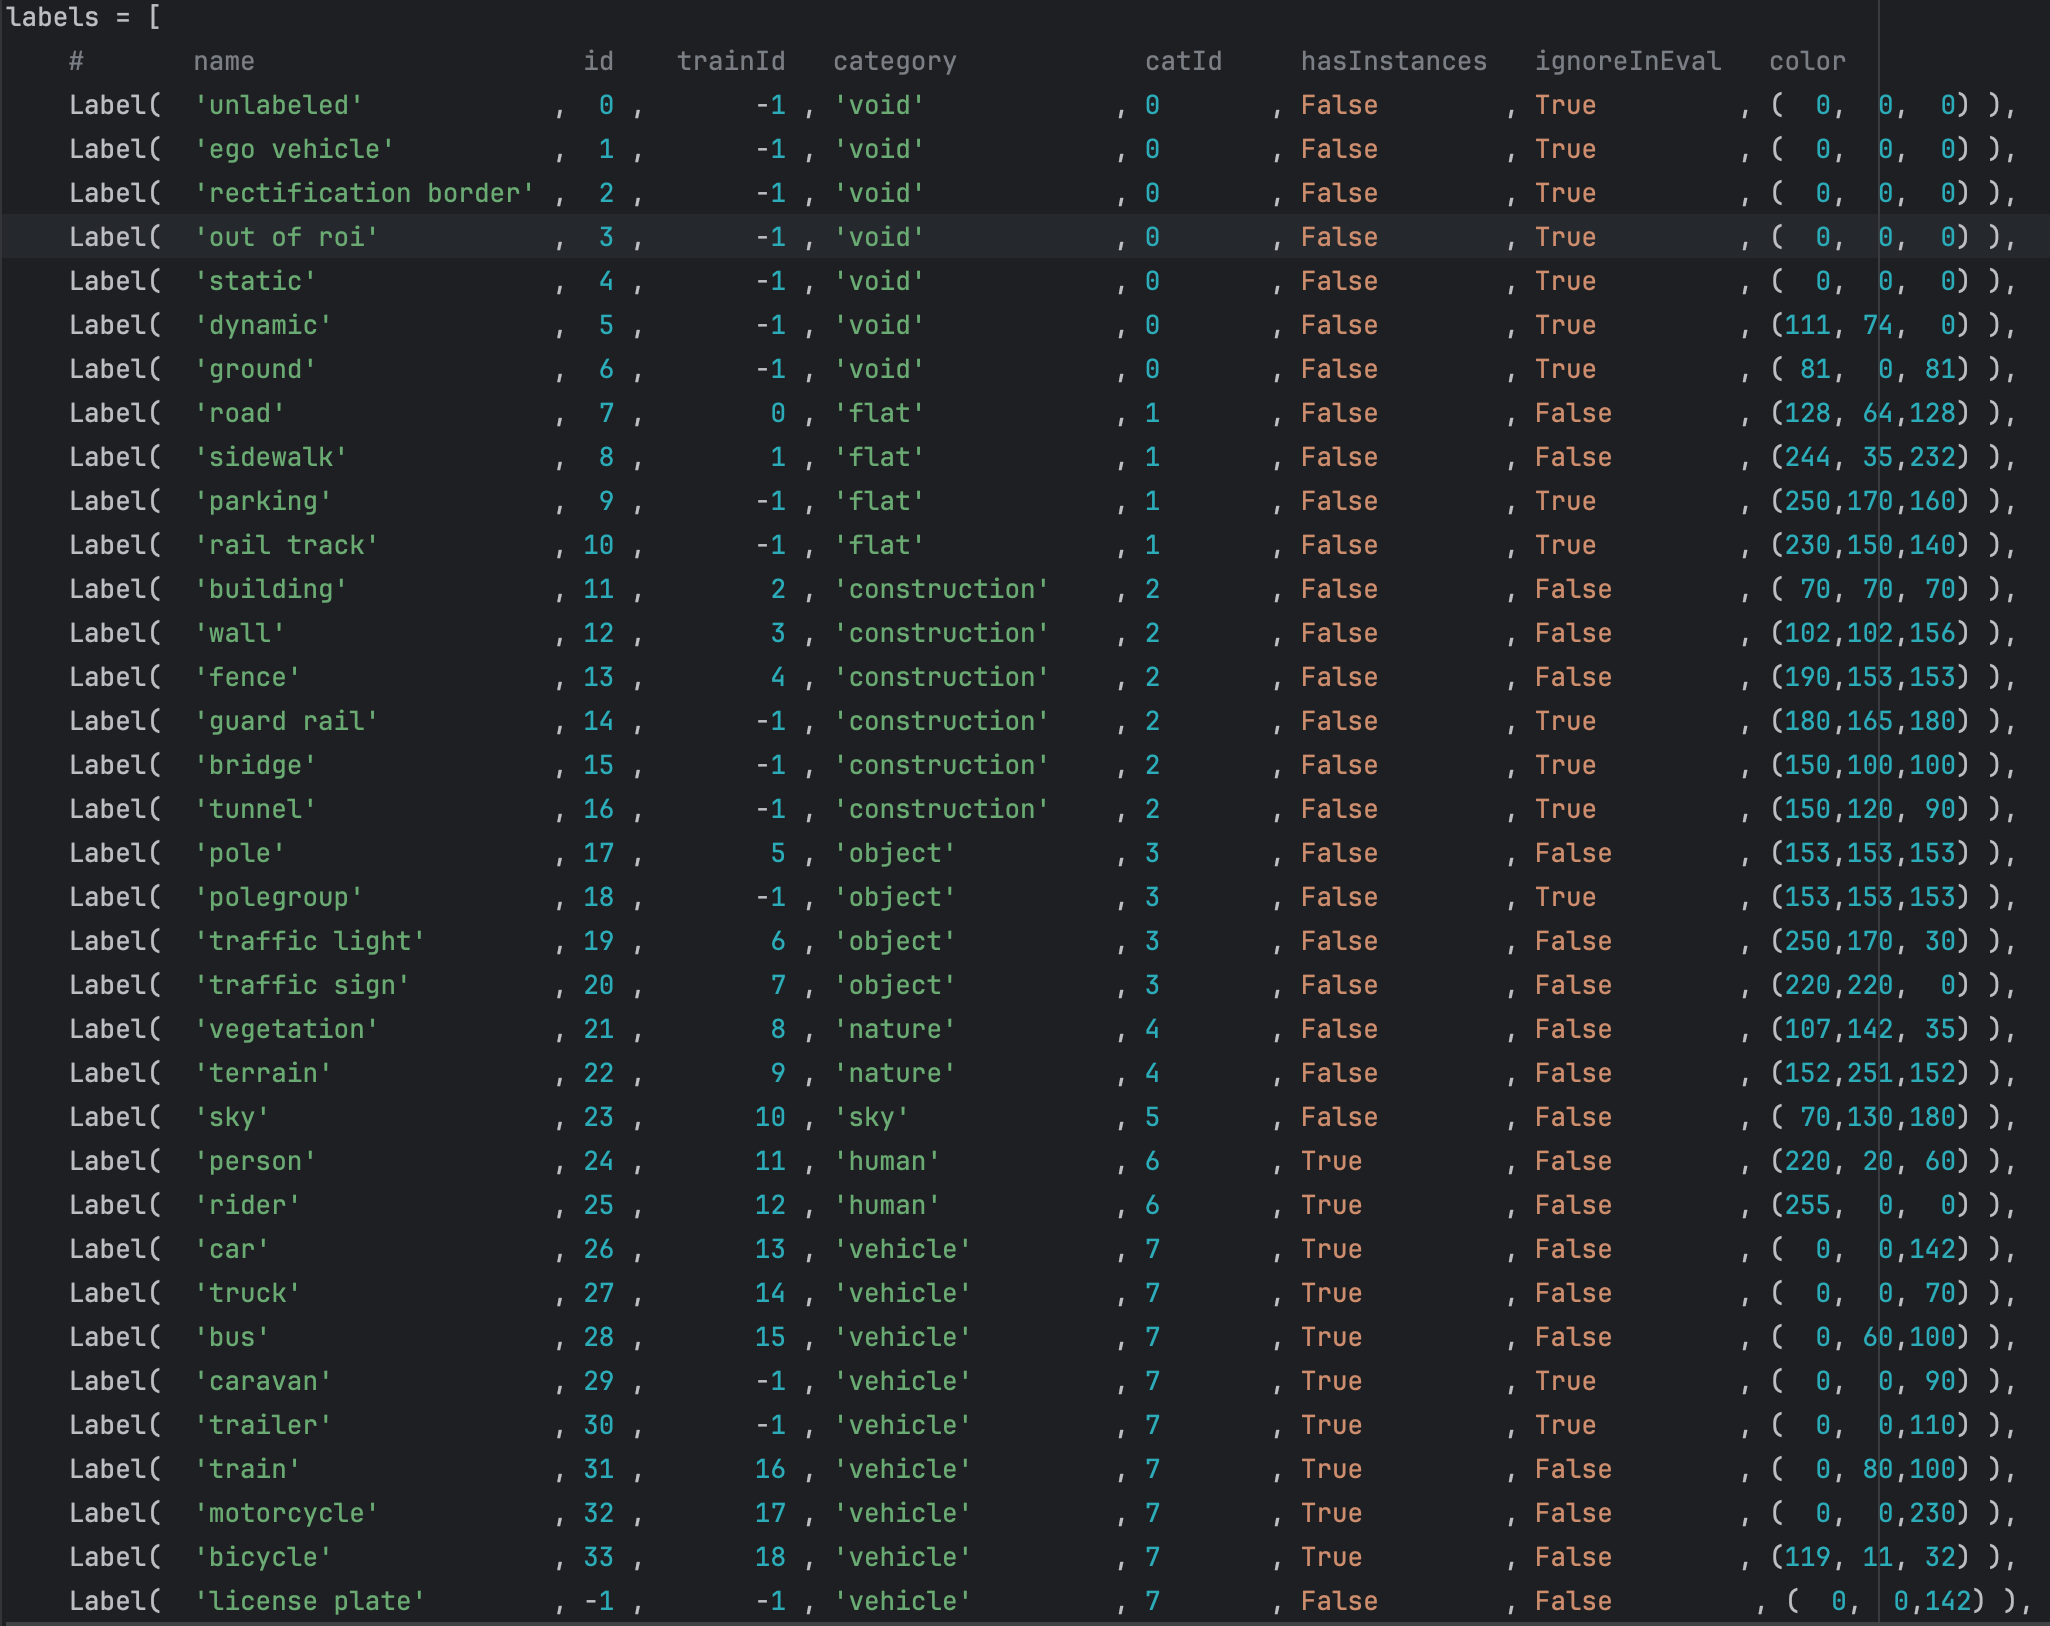 labels = [
    #       name                     id    trainId   category            catId     hasInstances   ignoreInEval   color
    Label(  'unlabeled'            ,  0 ,       -1 , 'void'            , 0       , False        , True         , (  0,  0,  0) ),
    Label(  'ego vehicle'          ,  1 ,       -1 , 'void'            , 0       , False        , True         , (  0,  0,  0) ),
    Label(  'rectification border' ,  2 ,       -1 , 'void'            , 0       , False        , True         , (  0,  0,  0) ),
    Label(  'out of roi'           ,  3 ,       -1 , 'void'            , 0       , False        , True         , (  0,  0,  0) ),
    Label(  'static'               ,  4 ,       -1 , 'void'            , 0       , False        , True         , (  0,  0,  0) ),
    Label(  'dynamic'              ,  5 ,       -1 , 'void'            , 0       , False        , True         , (111, 74,  0) ),
    Label(  'ground'               ,  6 ,       -1 , 'void'            , 0       , False        , True         , ( 81,  0, 81) ),
    Label(  'road'                 ,  7 ,        0 , 'flat'            , 1       , False        , False        , (128, 64,128) ),
    Label(  'sidewalk'             ,  8 ,        1 , 'flat'            , 1       , False        , False        , (244, 35,232) ),
    Label(  'parking'              ,  9 ,       -1 , 'flat'            , 1       , False        , True         , (250,170,160) ),
    Label(  'rail track'           , 10 ,       -1 , 'flat'            , 1       , False        , True         , (230,150,140) ),
    Label(  'building'             , 11 ,        2 , 'construction'    , 2       , False        , False        , ( 70, 70, 70) ),
    Label(  'wall'                 , 12 ,        3 , 'construction'    , 2       , False        , False        , (102,102,156) ),
    Label(  'fence'                , 13 ,        4 , 'construction'    , 2       , False        , False        , (190,153,153) ),
    Label(  'guard rail'           , 14 ,       -1 , 'construction'    , 2       , False        , True         , (180,165,180) ),
    Label(  'bridge'               , 15 ,       -1 , 'construction'    , 2       , False        , True         , (150,100,100) ),
    Label(  'tunnel'               , 16 ,       -1 , 'construction'    , 2       , False        , True         , (150,120, 90) ),
    Label(  'pole'                 , 17 ,        5 , 'object'          , 3       , False        , False        , (153,153,153) ),
    Label(  'polegroup'            , 18 ,       -1 , 'object'          , 3       , False        , True         , (153,153,153) ),
    Label(  'traffic light'        , 19 ,        6 , 'object'          , 3       , False        , False        , (250,170, 30) ),
    Label(  'traffic sign'         , 20 ,        7 , 'object'          , 3       , False        , False        , (220,220,  0) ),
    Label(  'vegetation'           , 21 ,        8 , 'nature'          , 4       , False        , False        , (107,142, 35) ),
    Label(  'terrain'              , 22 ,        9 , 'nature'          , 4       , False        , False        , (152,251,152) ),
    Label(  'sky'                  , 23 ,       10 , 'sky'             , 5       , False        , False        , ( 70,130,180) ),
    Label(  'person'               , 24 ,       11 , 'human'           , 6       , True         , False        , (220, 20, 60) ),
    Label(  'rider'                , 25 ,       12 , 'human'           , 6       , True         , False        , (255,  0,  0) ),
    Label(  'car'                  , 26 ,       13 , 'vehicle'         , 7       , True         , False        , (  0,  0,142) ),
    Label(  'truck'                , 27 ,       14 , 'vehicle'         , 7       , True         , False        , (  0,  0, 70) ),
    Label(  'bus'                  , 28 ,       15 , 'vehicle'         , 7       , True         , False        , (  0, 60,100) ),
    Label(  'caravan'              , 29 ,       -1 , 'vehicle'         , 7       , True         , True         , (  0,  0, 90) ),
    Label(  'trailer'              , 30 ,       -1 , 'vehicle'         , 7       , True         , True         , (  0,  0,110) ),
    Label(  'train'                , 31 ,       16 , 'vehicle'         , 7       , True         , False        , (  0, 80,100) ),
    Label(  'motorcycle'           , 32 ,       17 , 'vehicle'         , 7       , True         , False        , (  0,  0,230) ),
    Label(  'bicycle'              , 33 ,       18 , 'vehicle'         , 7       , True         , False        , (119, 11, 32) ),
    Label(  'license plate'        , -1 ,       -1 , 'vehicle'         , 7       , False        , False         , (  0,  0,142) ),